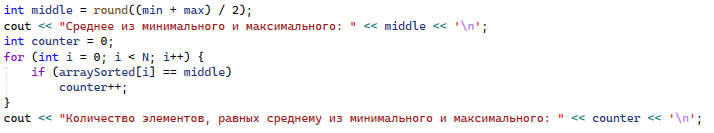 int middle = round((min + max) / 2);
cout << "Среднее из минимального и максимального: " << middle << '\n';
int counter = 0;
for (int i = 0; i < N; i++) {
    if (arraySorted[i] == middle)
        counter++;
}
cout << "Количество элементов, равных среднему из минимального и максимального: " << counter << '\n';